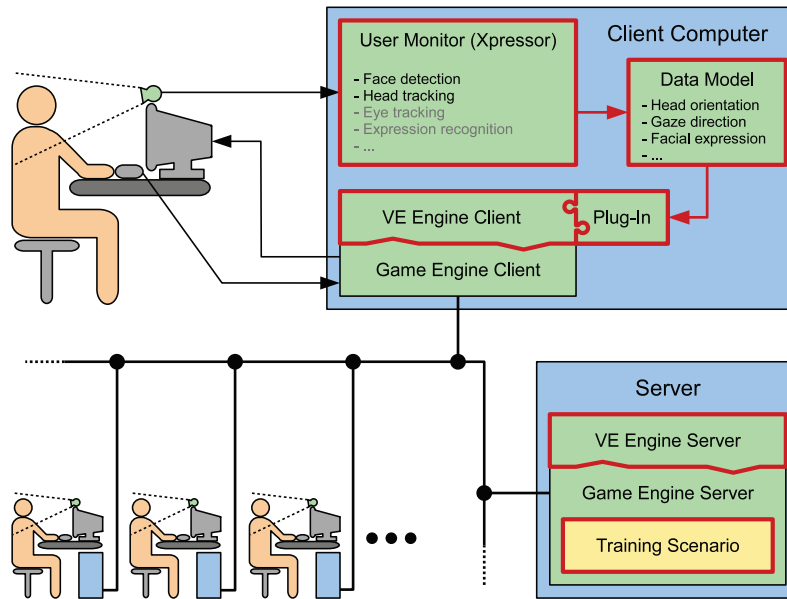 Client Computer
User Monitor (Xpressor)
- Face detection
- Head tracking
- Eye tracking
- Expression recognition
- ...
Data Model
- Head orientation
- Gaze direction
- Facial expression
- ...
VE Engine Client
Plug-In
Game Engine Client
Server
VE Engine Server
Game Engine Server
Training Scenario